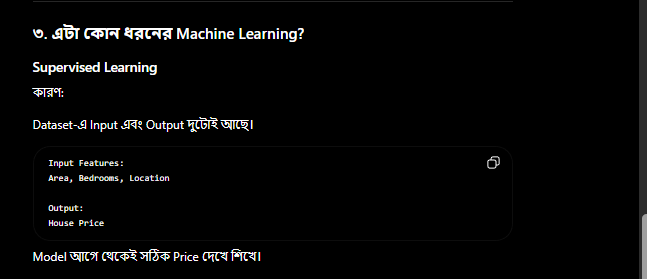 ৩. এটা কোন ধরনের Machine Learning?
Supervised Learning
কারণ:
Dataset-এ Input এবং Output দুটোই আছে।
Input Features:
Area, Bedrooms, Location
Output:
House Price
Model আগে থেকেই সঠিক Price দেখে শিখে।